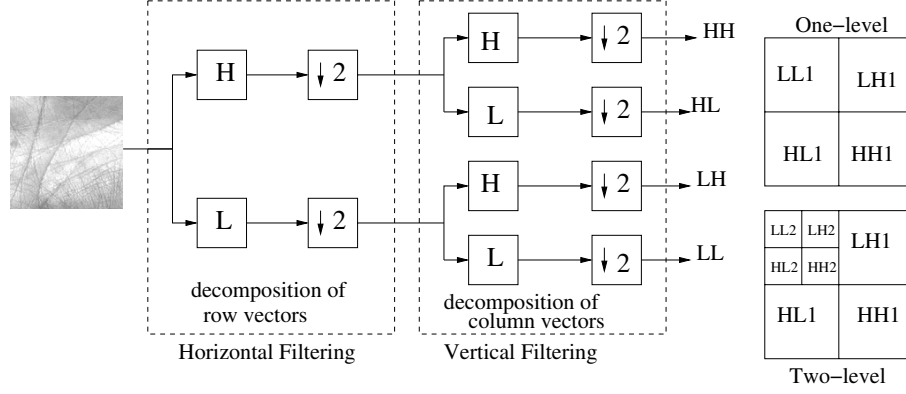 H
↓ 2
L
↓ 2
decomposition of
row vectors
Horizontal Filtering
H
↓ 2
HH
L
↓ 2
HL
H
↓ 2
LH
L
↓ 2
LL
decomposition of
column vectors
Vertical Filtering
One−level
LL1
LH1
HL1
HH1
LL2
LH2
LH1
HL2
HH2
HL1
HH1
Two−level